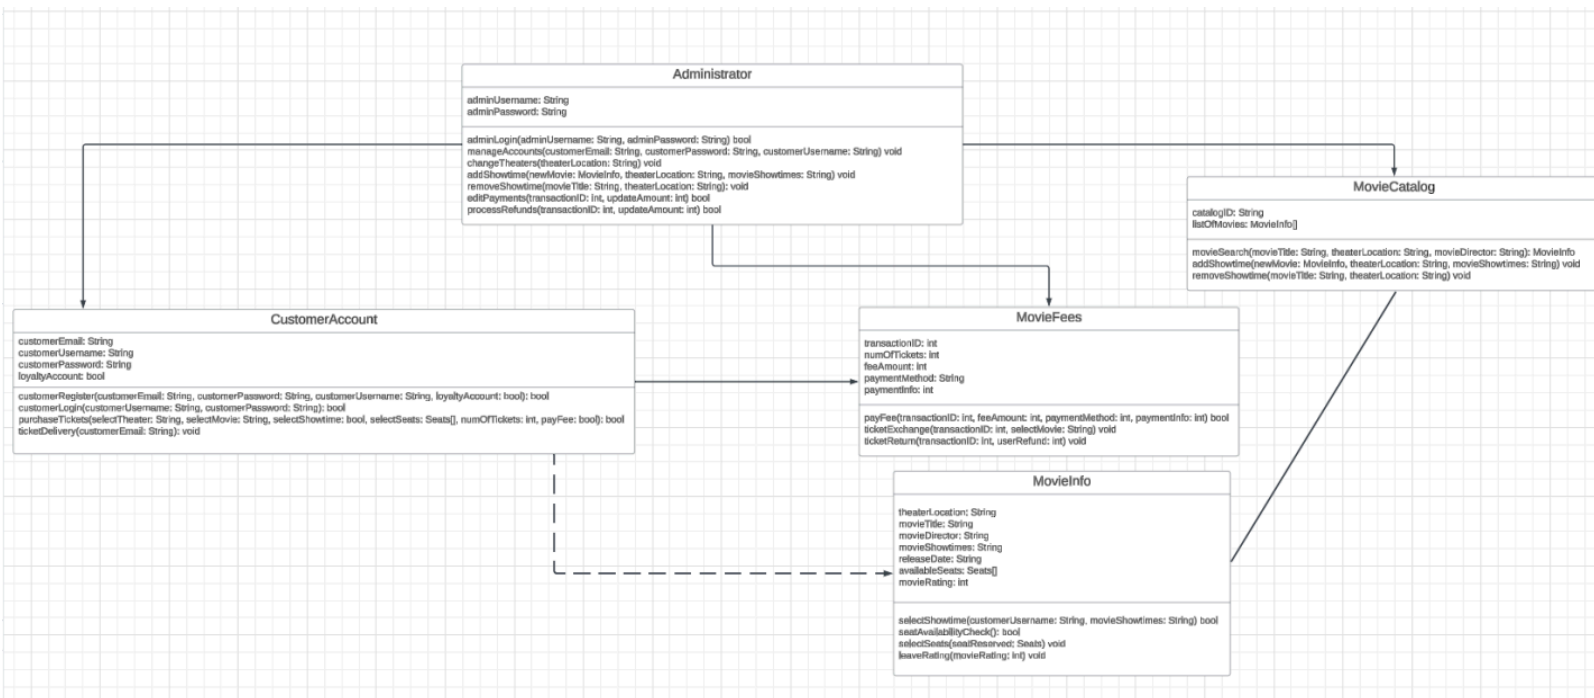 Administrator
adminUsername: String
adminPassword: String
adminLogin(adminUsername: String, adminPassword: String) bool
manageAccounts(customerEmail: String, customerPassword: String, customerUsername: String) void
changeTheaters(theaterLocation: String) void
addShowtime(newMovie: MovieInfo, theaterLocation: String, movieShowtimes: String) void
removeShowtime(movieTitle: String, theaterLocation: String): void
editPayments(transactionID: int, updateAmount: int) bool
processRefunds(transactionID: int, updateAmount: int) bool
MovieCatalog
catalogID: String
listOfMovies: MovieInfo[]
movieSearch(movieTitle: String, theaterLocation: String, movieDirector: String): MovieInfo
addShowtime(newMovie: MovieInfo, theaterLocation: String, movieShowtimes: String) void
removeShowtime(movieTitle: String, theaterLocation: String) void
CustomerAccount
customerEmail: String
customerUsername: String
customerPassword: String
loyaltyAccount: bool
customerRegister(customerEmail: String, customerPassword: String, customerUsername: String, loyaltyAccount: bool): bool
customerLogin(customerUsername: String, customerPassword: String): bool
purchaseTickets(selectTheater: String, selectMovie: String, selectShowtime: bool, selectSeats: Seats[], numOfTickets: int, payFee: bool): bool
ticketDelivery(customerEmail: String): void
MovieFees
transactionID: int
numOfTickets: int
feeAmount: int
paymentMethod: String
paymentInfo: int
payFee(transactionID: int, feeAmount: int, paymentMethod: int, paymentInfo: int) bool
ticketExchange(transactionID: int, selectMovie: String) void
ticketReturn(transactionID: int, userRefund: int) void
MovieInfo
theaterLocation: String
movieTitle: String
movieDirector: String
movieShowtimes: String
releaseDate: String
availableSeats: Seats[]
movieRating: int
selectShowtime(customerUsername: String, movieShowtimes: String) bool
seatAvailabilityCheck(): bool
selectSeats(seatReserved: Seats) void
leaveRating(movieRating: int) void